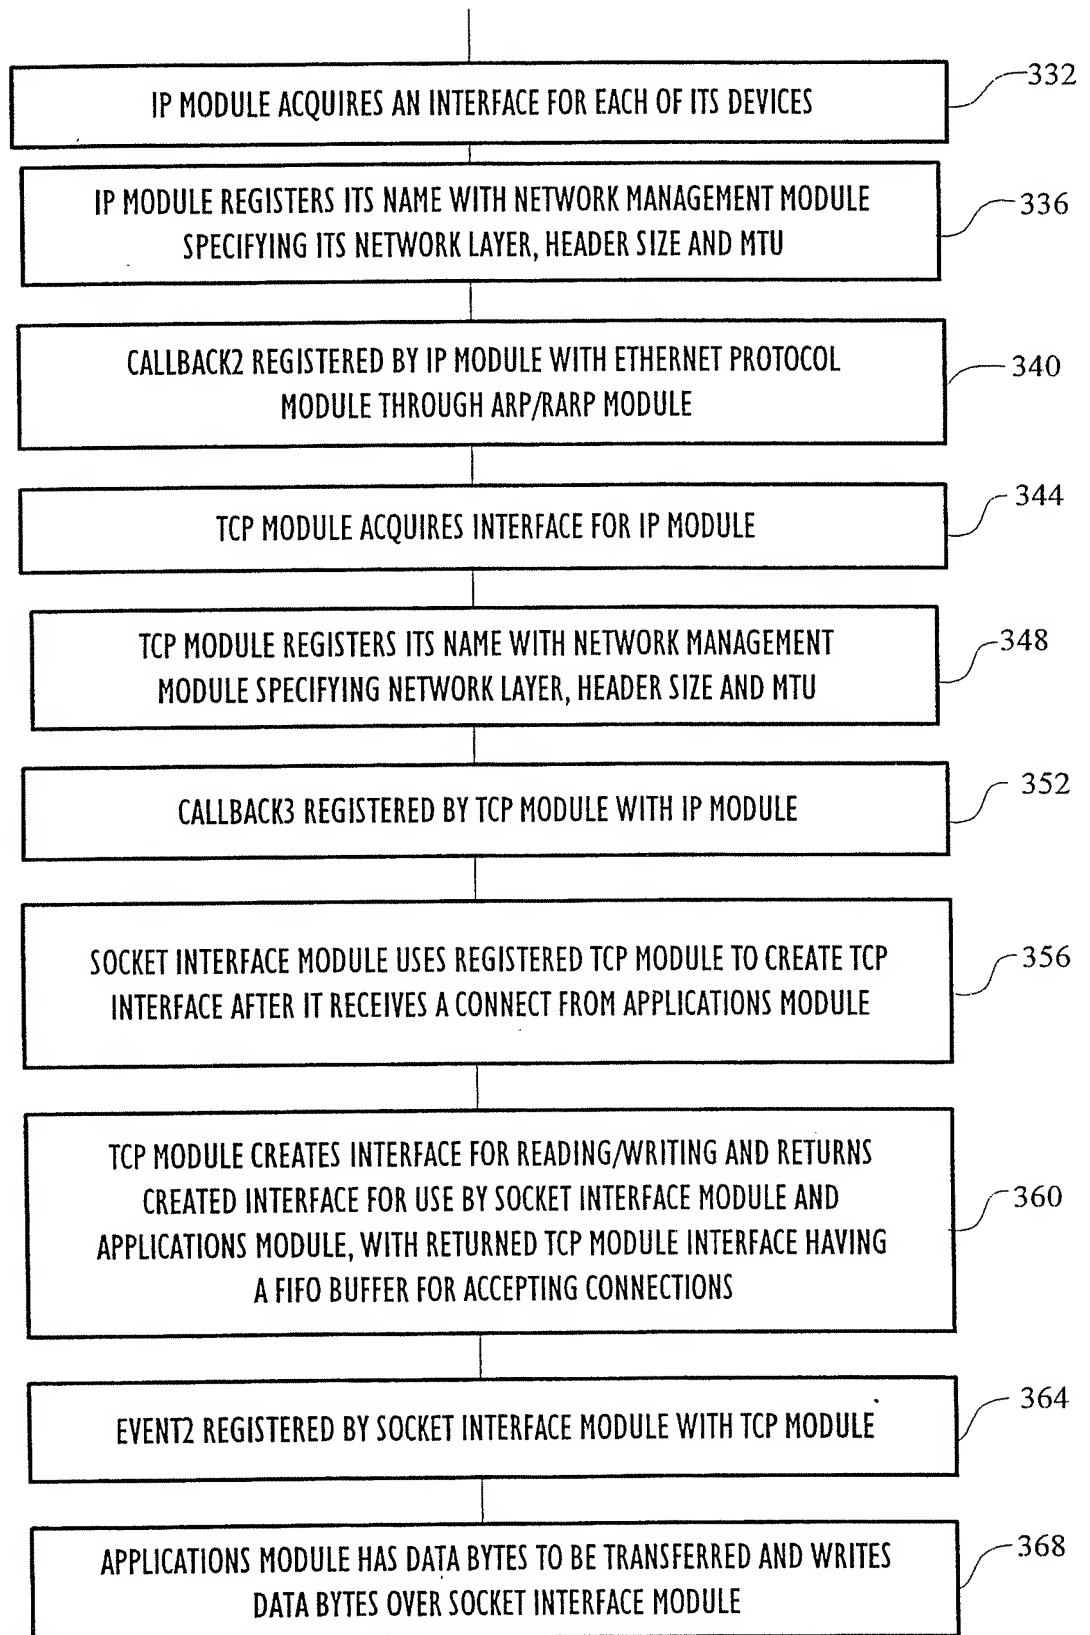 IP MODULE ACQUIRES AN INTERFACE FOR EACH OF ITS DEVICES
332
IP MODULE REGISTERS ITS NAME WITH NETWORK MANAGEMENT MODULE
SPECIFYING ITS NETWORK LAYER, HEADER SIZE AND MTU
336
CALLBACK2 REGISTERED BY IP MODULE WITH ETHERNET PROTOCOL
MODULE THROUGH ARP/RARP MODULE
340
TCP MODULE ACQUIRES INTERFACE FOR IP MODULE
344
TCP MODULE REGISTERS ITS NAME WITH NETWORK MANAGEMENT
MODULE SPECIFYING NETWORK LAYER, HEADER SIZE AND MTU
348
CALLBACK3 REGISTERED BY TCP MODULE WITH IP MODULE
352
SOCKET INTERFACE MODULE USES REGISTERED TCP MODULE TO CREATE TCP
INTERFACE AFTER IT RECEIVES A CONNECT FROM APPLICATIONS MODULE
356
TCP MODULE CREATES INTERFACE FOR READING/WRITING AND RETURNS
CREATED INTERFACE FOR USE BY SOCKET INTERFACE MODULE AND
APPLICATIONS MODULE, WITH RETURNED TCP MODULE INTERFACE HAVING
A FIFO BUFFER FOR ACCEPTING CONNECTIONS
360
EVENT2 REGISTERED BY SOCKET INTERFACE MODULE WITH TCP MODULE
364
APPLICATIONS MODULE HAS DATA BYTES TO BE TRANSFERRED AND WRITES
DATA BYTES OVER SOCKET INTERFACE MODULE
368